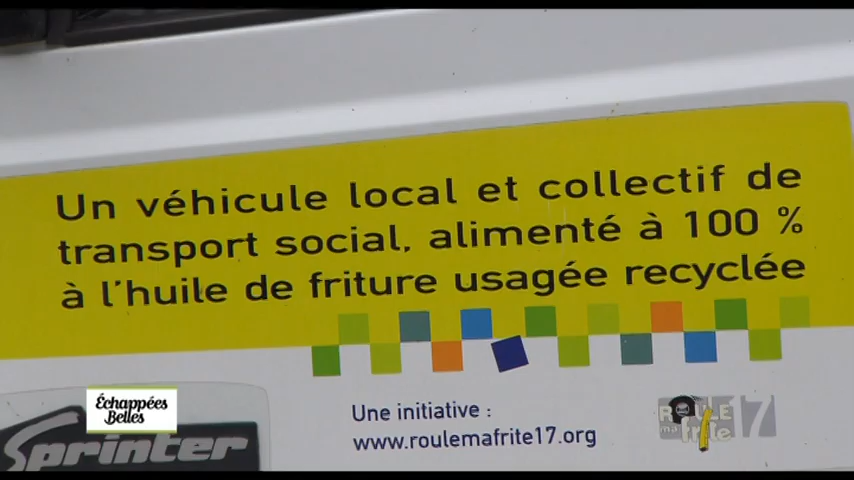 Un véhicule local et collectif de
transport social, alimenté à 100 %
à l'huile de friture usagée recyclée
Une initiative :
www.roulemafrite17.org
ROULE
ma frite 17
Échappées
Belles
Sprinter